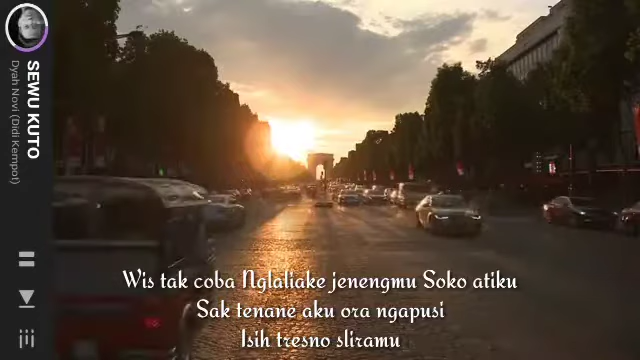 SEWU KUTO
Dyah Novi (Didi Kempot)
Wis tak coba Nglaliake jenengmu Soko atiku
Sak tenane aku ora ngapusi
Isih tresno sliramu